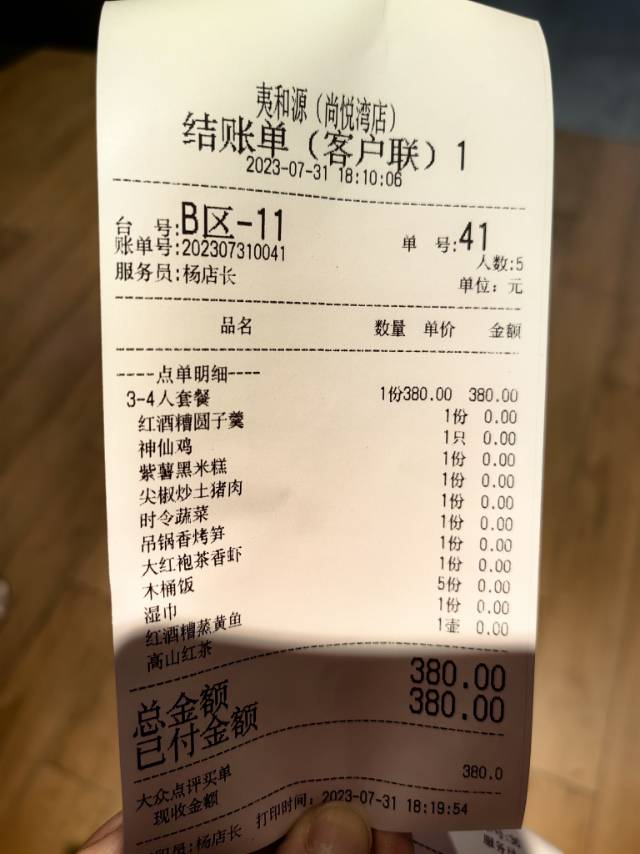 夷和源（尚悦湾店）
结账单（客户联）1
2023-07-31 18:10:06
台 号:B区-11 单 号:41
账单号:202307310041 人数:5
服务员:杨店长 单位: 元
品名 数量 单价 金额
----点单明细----
3-4人套餐 1份380.00 380.00
红酒糟圆子羹 1份 0.00
神仙鸡 1只 0.00
紫薯黑米糕 1份 0.00
尖椒炒土猪肉 1份 0.00
时令蔬菜 1份 0.00
吊锅香烤笋 1份 0.00
大红袍茶香虾 1份 0.00
木桶饭 1份 0.00
湿巾 5份 0.00
红酒糟蒸黄鱼 1份 0.00
高山红茶 1壶 0.00
总金额 380.00
已付金额 380.00
大众点评买单 380.0
现收金额
杨店长 打印时间: 2023-07-31 18:19:54